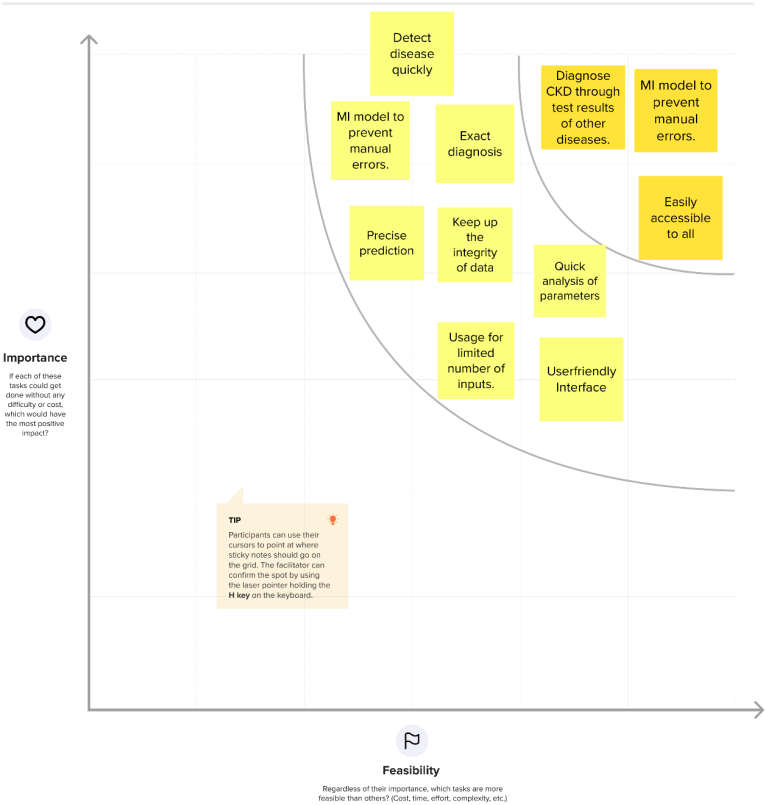 Detect
disease
quickly
Diagnose
CKD through
test results
of other
diseases.
MI model to
prevent
manual
errors.
MI model to
prevent
manual
errors.
Exact
diagnosis
Easily
accessible
to all
Precise
prediction
Keep up
the
integrity
of data
Quick
analysis of
parameters
Usage for
limited
number of
inputs.
Userfriendly
Interface
Importance
If each of these
tasks could get
done without any
difficulty or cost,
which would have
the most positive
impact?
TIP
Participants can use their
cursors to point at where
sticky notes should go on
the grid. The facilitator can
confirm the spot by using
the laser pointer holding the
H key on the keyboard.
Feasibility
Regardless of their importance, which tasks are more
feasible than others? (Cost, time, effort, complexity, etc.)